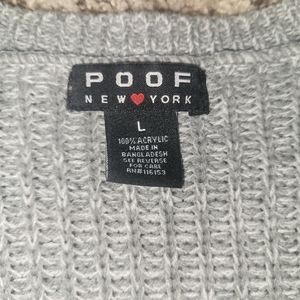 POOF
NEW YORK
L
100% ACRYLIC
MADE IN
BANGLADESH
SEE REVERSE
FOR CARE
RN#116153